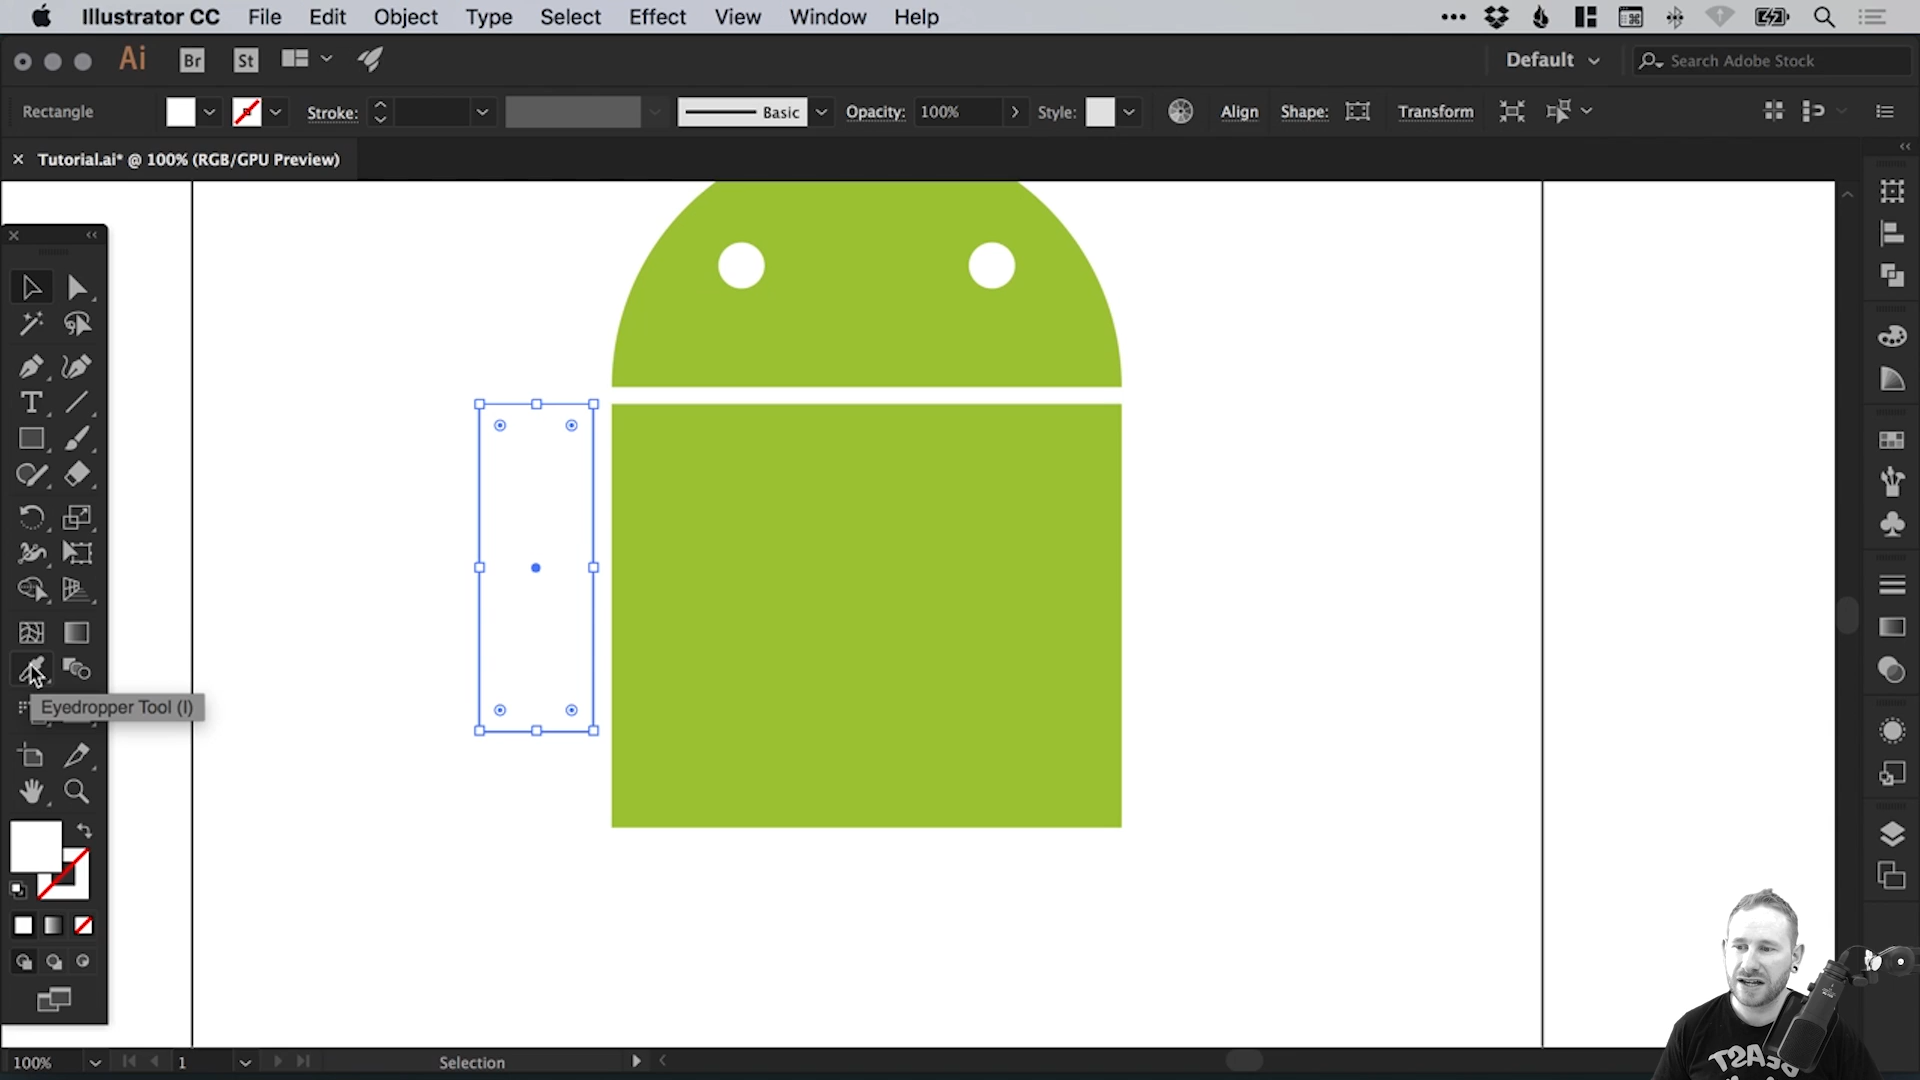 Illustrator CC File Edit Object Type Select Effect View Window Help
Ai Br St Default Search Adobe Stock
Rectangle Stroke: Basic Opacity: 100% Style: Align Shape: Transform
Tutorial.ai* @ 100% (RGB/GPU Preview)
Eyedropper Tool (I)
100% 1 Selection